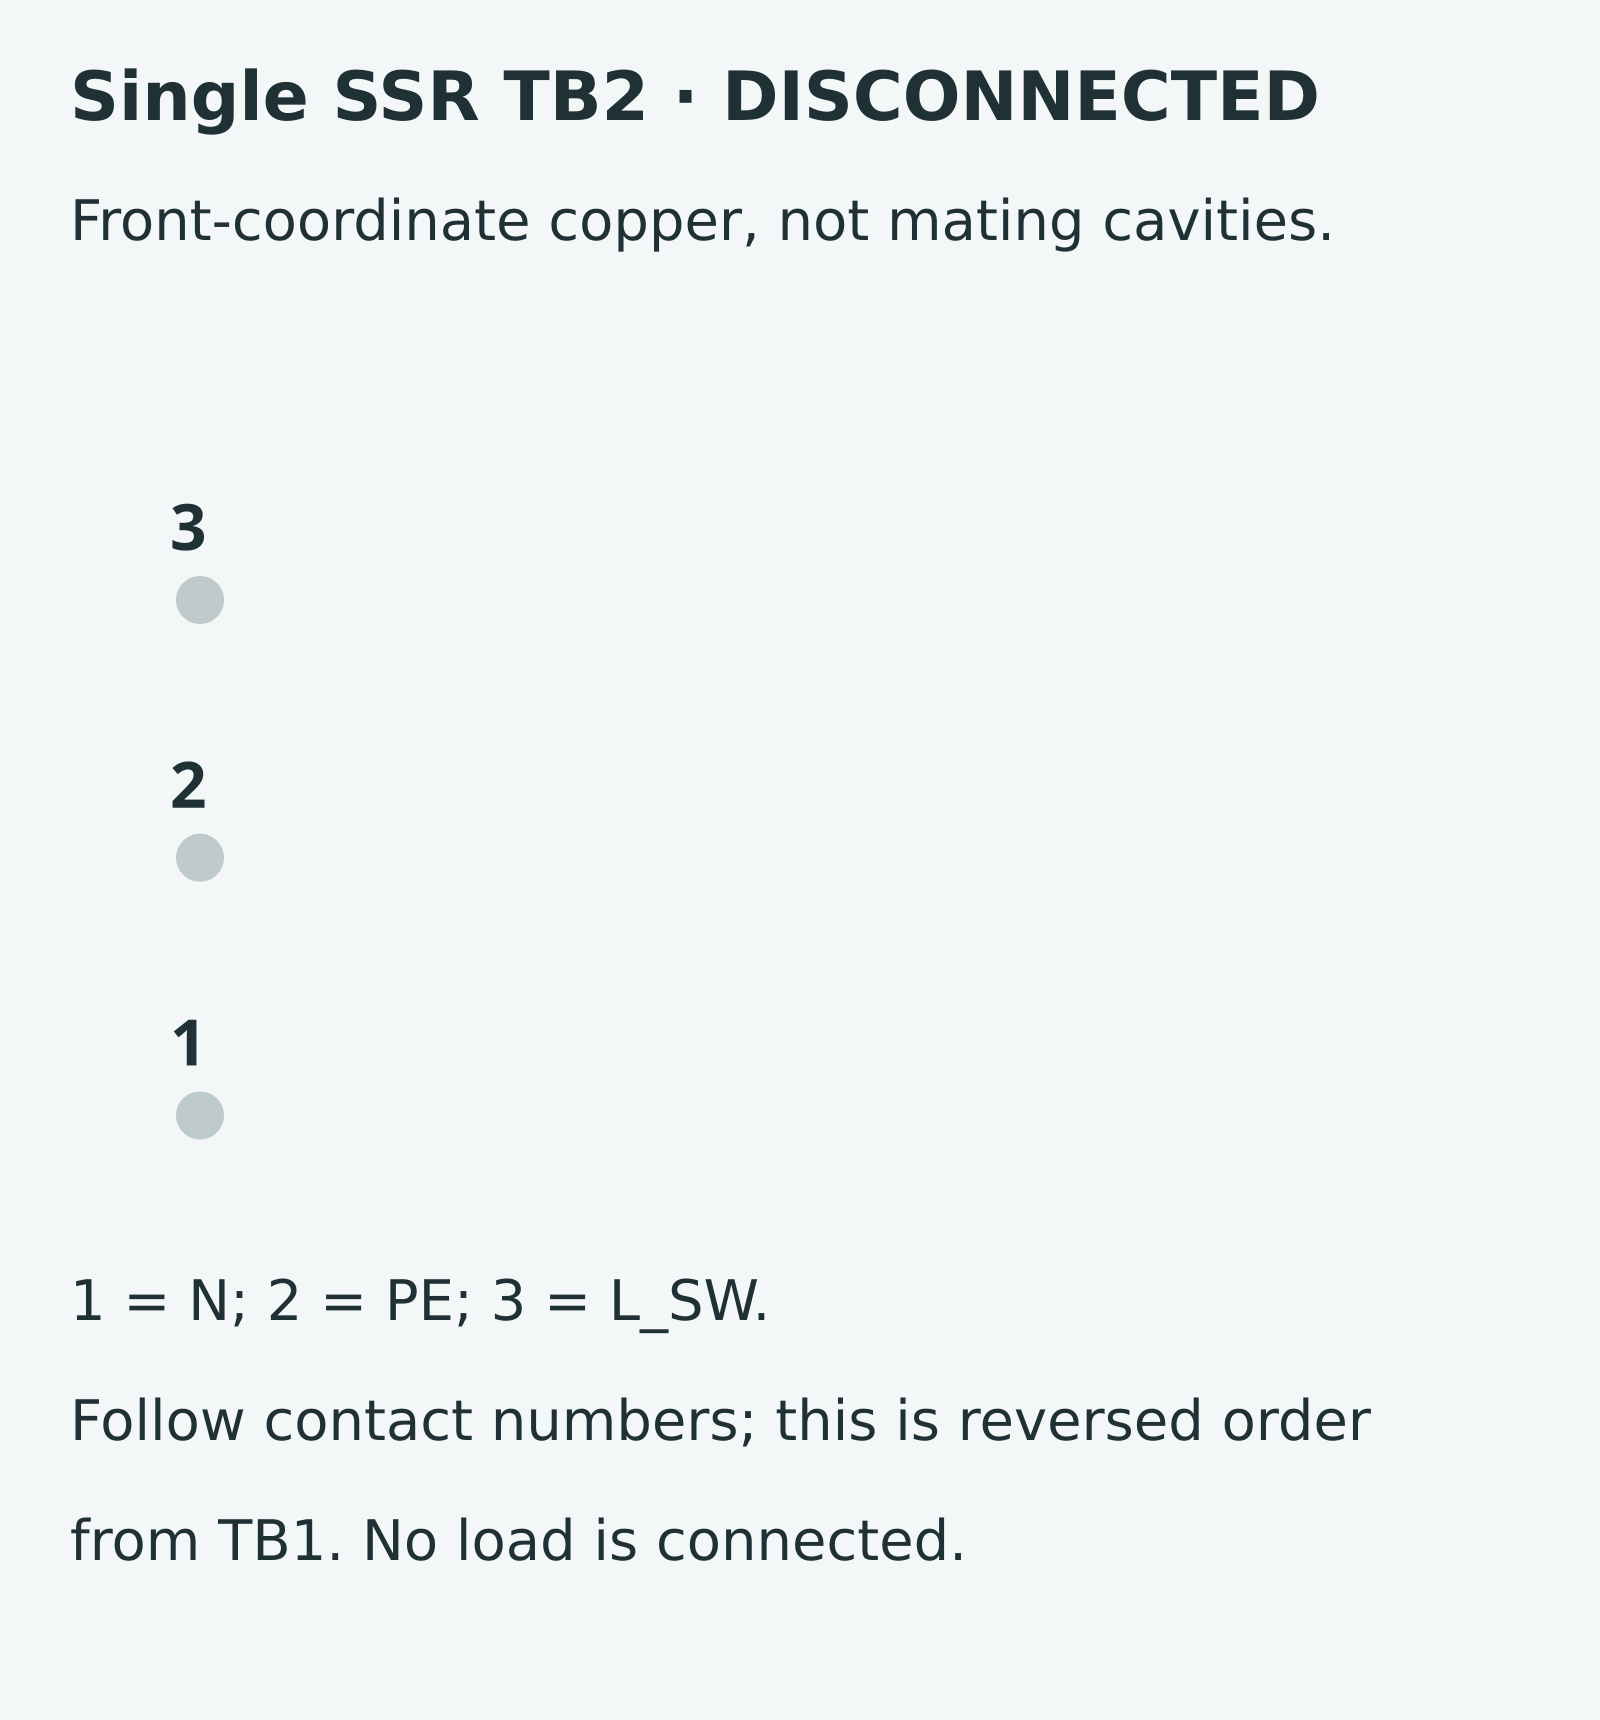 Single SSR TB2 · DISCONNECTED
Front-coordinate copper, not mating cavities.
3
2
1
1 = N; 2 = PE; 3 = L_SW.
Follow contact numbers; this is reversed order
from TB1. No load is connected.